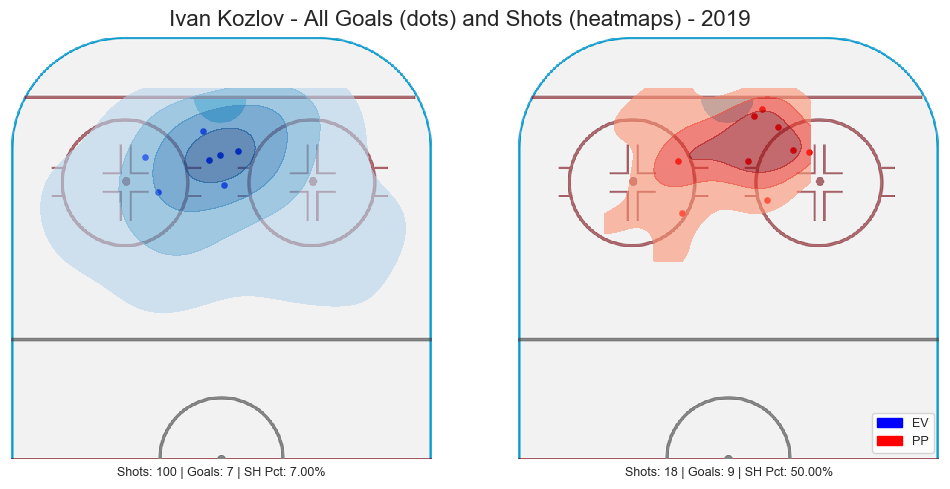 Ivan Kozlov - All Goals (dots) and Shots (heatmaps) - 2019
EV
PP
Shots: 100 | Goals: 7 | SH Pct: 7.00%
Shots: 18 | Goals: 9 | SH Pct: 50.00%